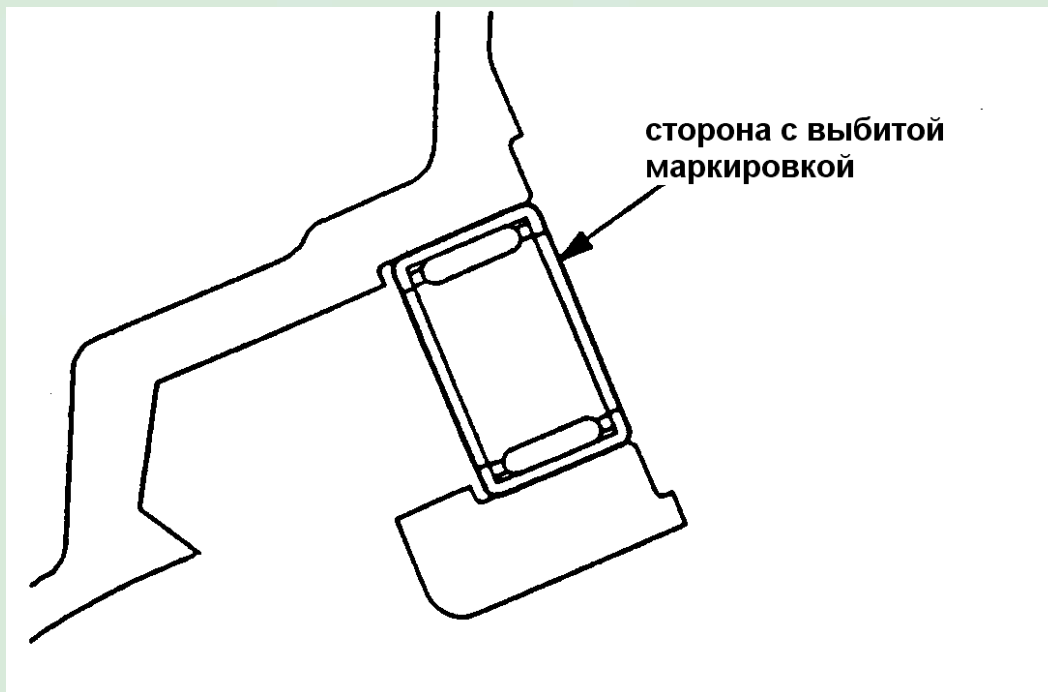 сторона с выбитой
маркировкой